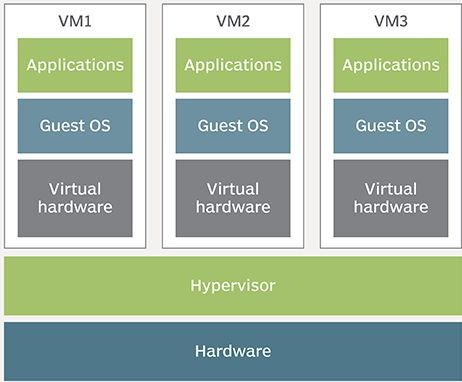 VM1
Applications
Guest OS
Virtual
hardware
VM2
Applications
Guest OS
Virtual
hardware
VM3
Applications
Guest OS
Virtual
hardware
Hypervisor
Hardware